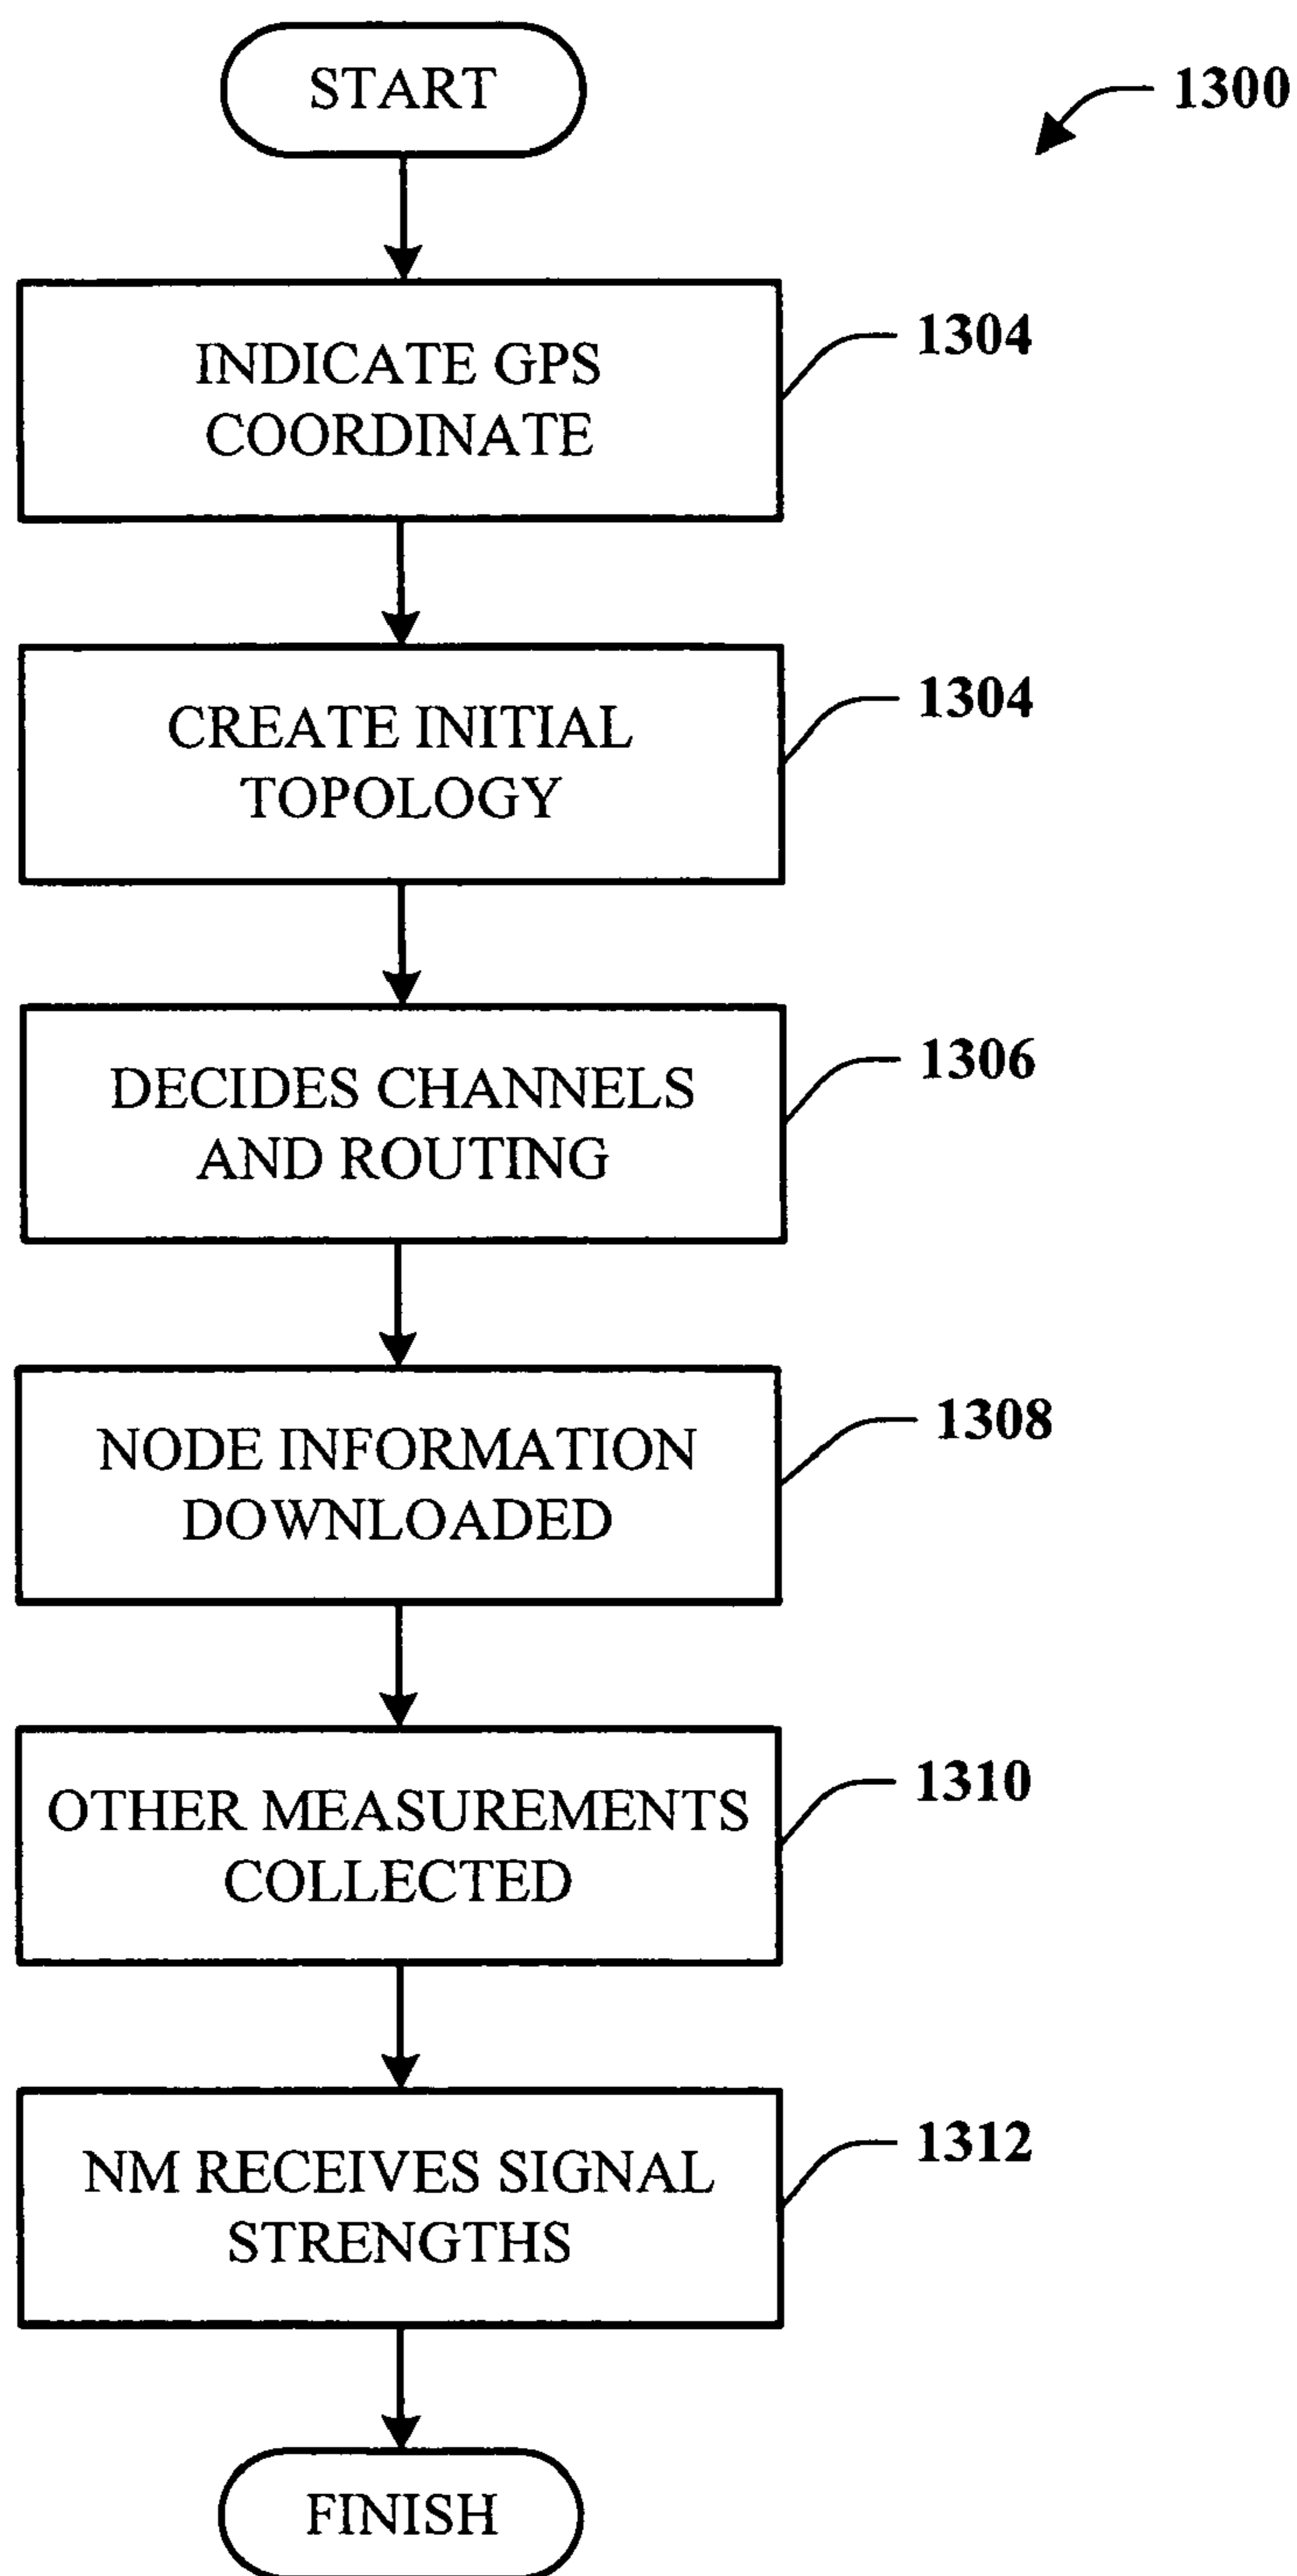 START
1300
INDICATE GPS
COORDINATE
1304
CREATE INITIAL
TOPOLOGY
1304
DECIDES CHANNELS
AND ROUTING
1306
NODE INFORMATION
DOWNLOADED
1308
OTHER MEASUREMENTS
COLLECTED
1310
NM RECEIVES SIGNAL
STRENGTHS
1312
FINISH